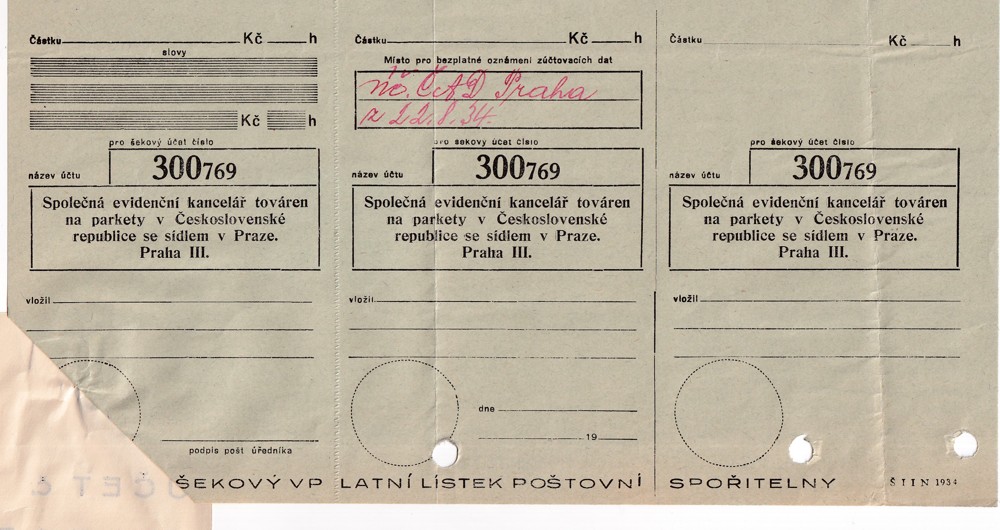 Částku Kč h
slovy
Kč h
pro šekový účet číslo
název účtu 300769
Společná evidenční kancelář továren
na parkety v Československé
republice se sídlem v Praze.
Praha III.
vložil
podpis pošt úředníka
Částku Kč h
Místo pro bezplatné oznámení zúčtovacích dat
ČAD Praha
z 22.8.34.
pro šekový účet číslo
název účtu 300769
Společná evidenční kancelář továren
na parkety v Československé
republice se sídlem v Praze.
Praha III.
vložil
dne
19
Částku Kč h
pro šekový účet číslo
název účtu 300769
Společná evidenční kancelář továren
na parkety v Československé
republice se sídlem v Praze.
Praha III.
vložil
ÚČET č
ŠEKOVÝ VPLATNÍ LÍSTEK POŠTOVNÍ SPOŘITELNY ŠTIN 1934